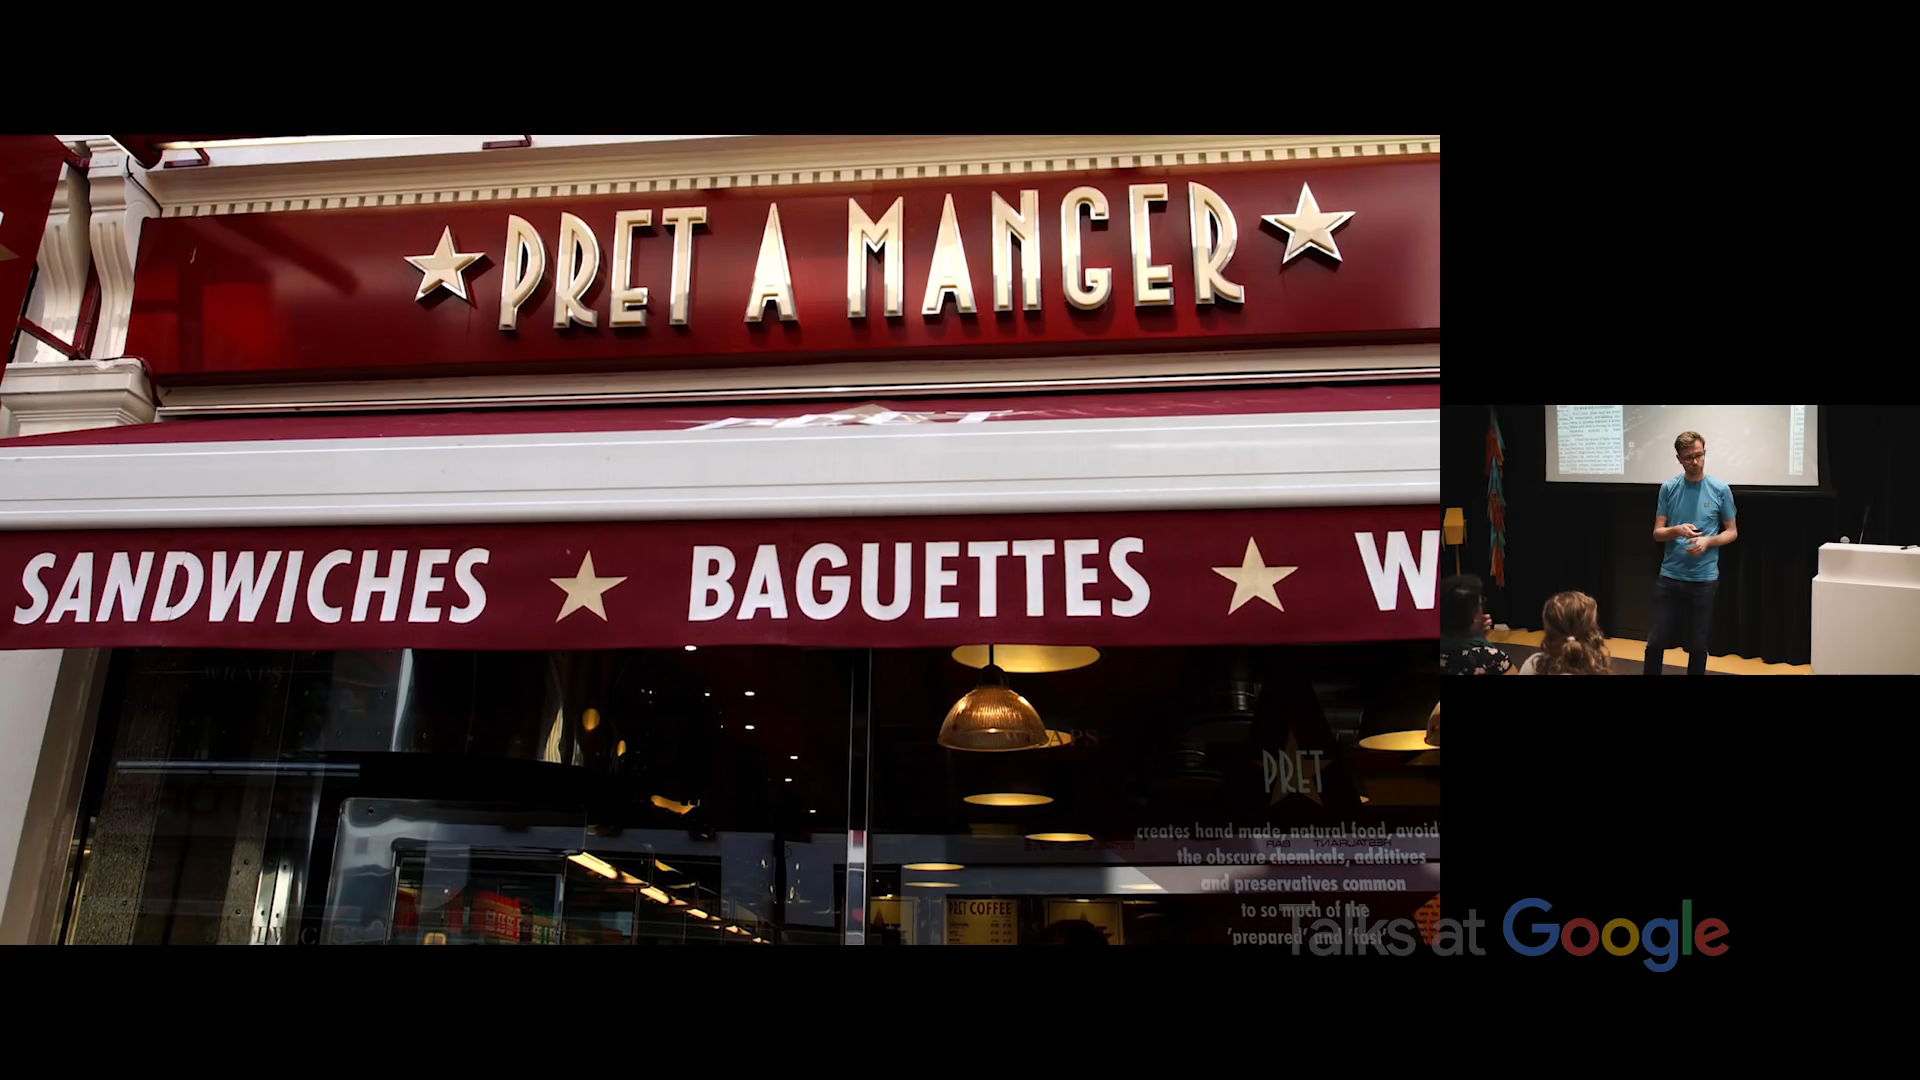 ★ PRET A MANGER ★
SANDWICHES ★ BAGUETTES ★ W
WRAPS
PRET
creates hand made, natural food, avoid
the obscure chemicals, additives
and preservatives common
to so much of the
'prepared' and 'fast'
PRET COFFEE
Talks at Google